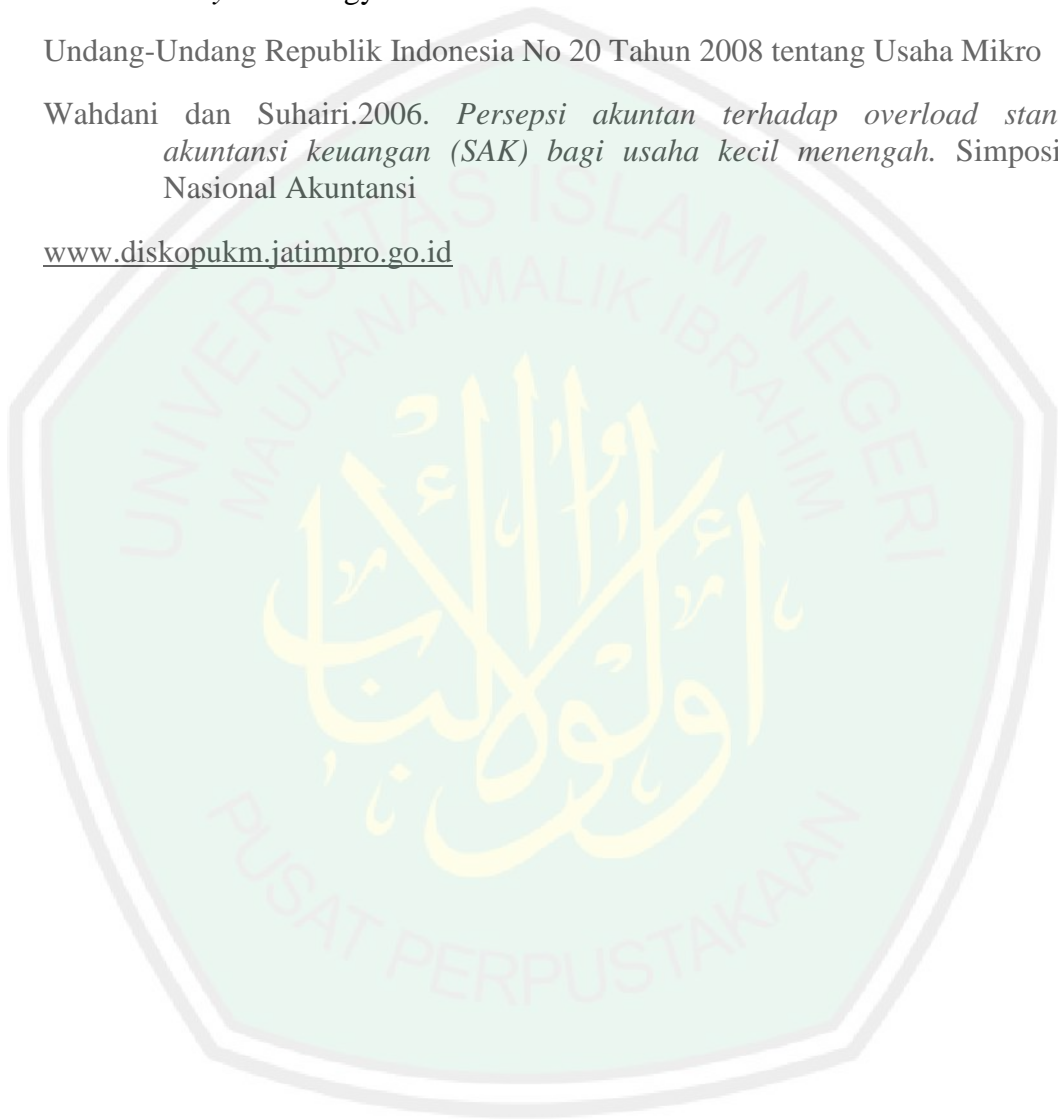 Undang-Undang Republik Indonesia No 20 Tahun 2008 tentang Usaha Mikro
Wahdani dan Suhairi.2006. Persepsi akuntan terhadap overload stan
akuntansi keuangan (SAK) bagi usaha kecil menengah. Simposi
Nasional Akuntansi
www.diskopukm.jatimpro.go.id
UNIVERSITAS ISLAM NEGERI
MAULANA MALIK IBRAHIM
PUSAT PERPUSTAKAAN